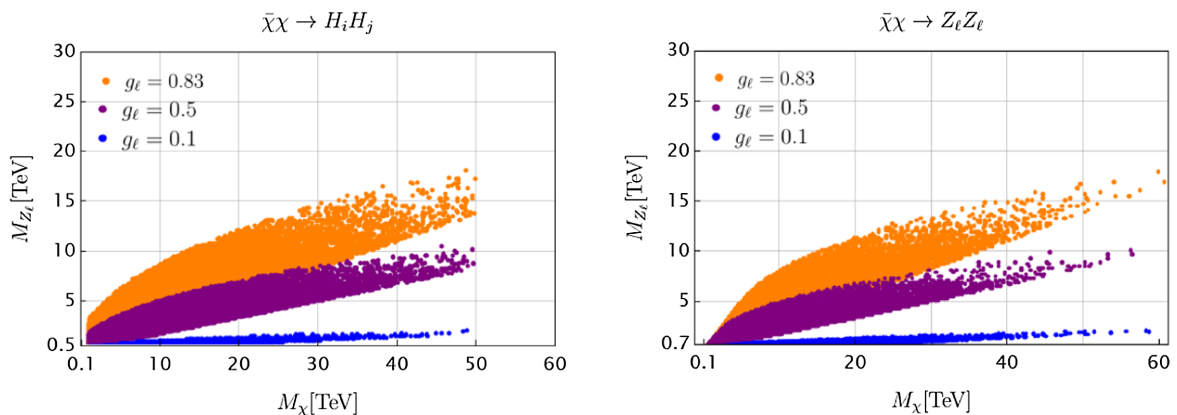 χ̄χ → HᵢHⱼ
30
25
20
15
10
5
0.5
M_{Z_ℓ}[TeV]
g_ℓ = 0.83
g_ℓ = 0.5
g_ℓ = 0.1
0.1 10 20 30 40 50 60
M_χ[TeV]
χ̄χ → Z_ℓZ_ℓ
30
25
20
15
10
5
0.7
M_{Z_ℓ}[TeV]
g_ℓ = 0.83
g_ℓ = 0.5
g_ℓ = 0.1
0.1 20 40 60
M_χ[TeV]